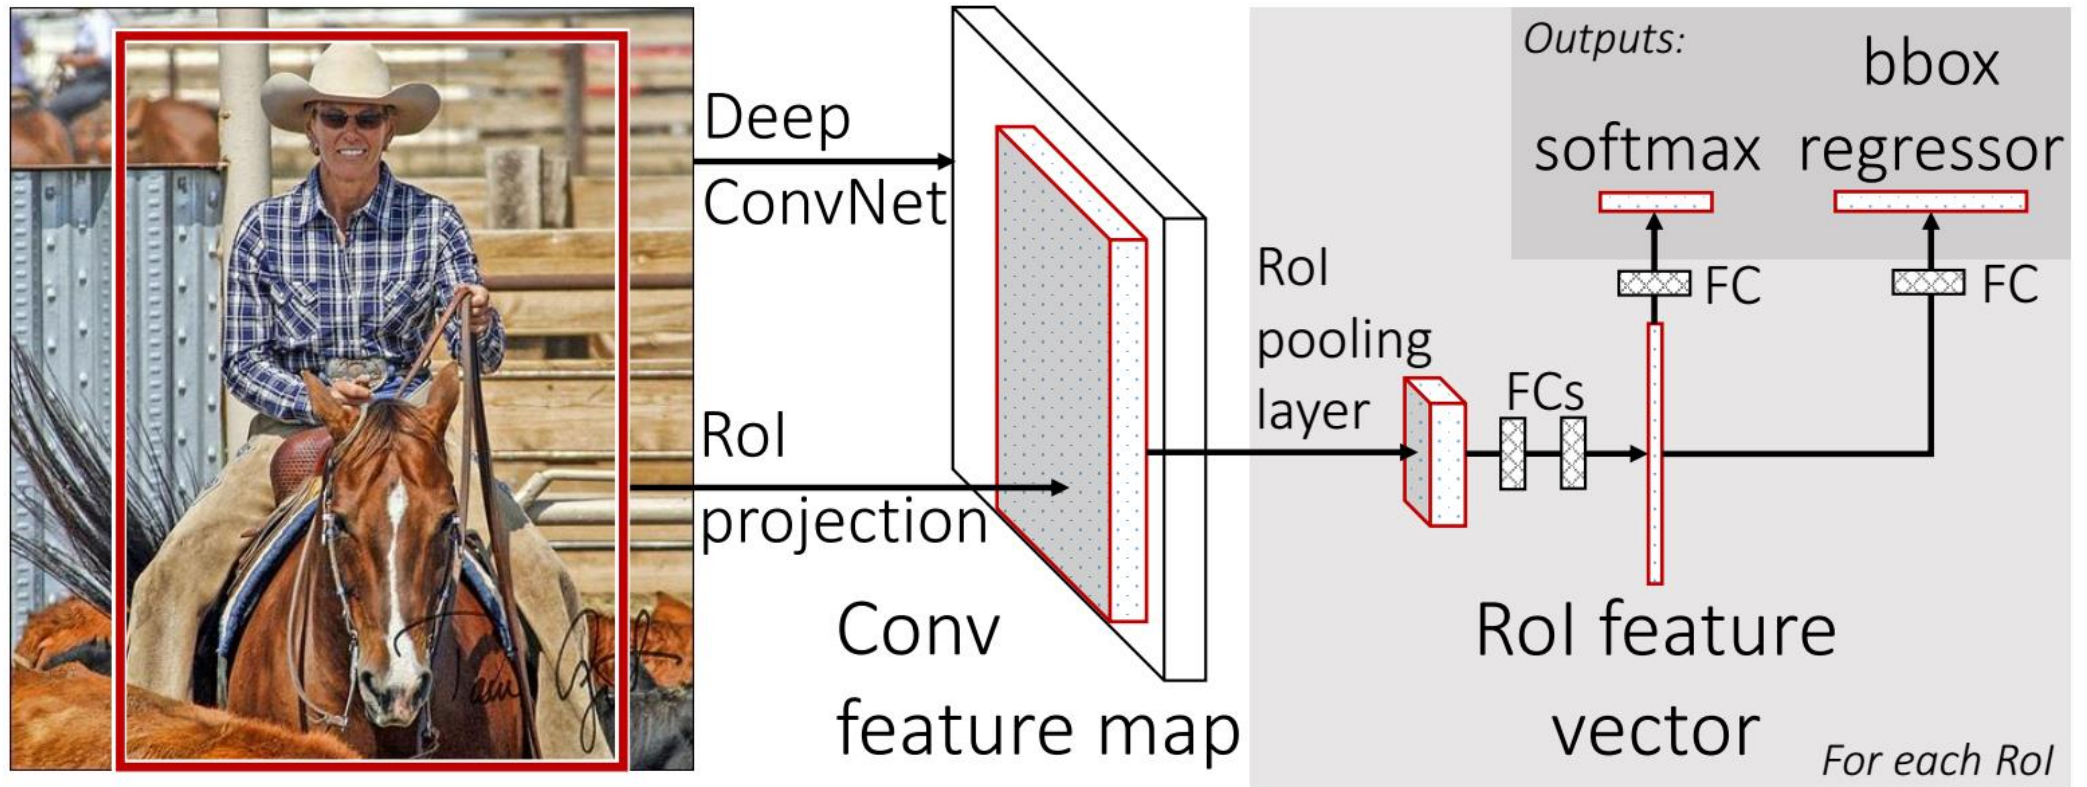 Deep
ConvNet
RoI
projection
Conv
feature map
RoI
pooling
layer
FCs
RoI feature
vector
For each RoI
Outputs:
softmax
bbox
regressor
FC
FC